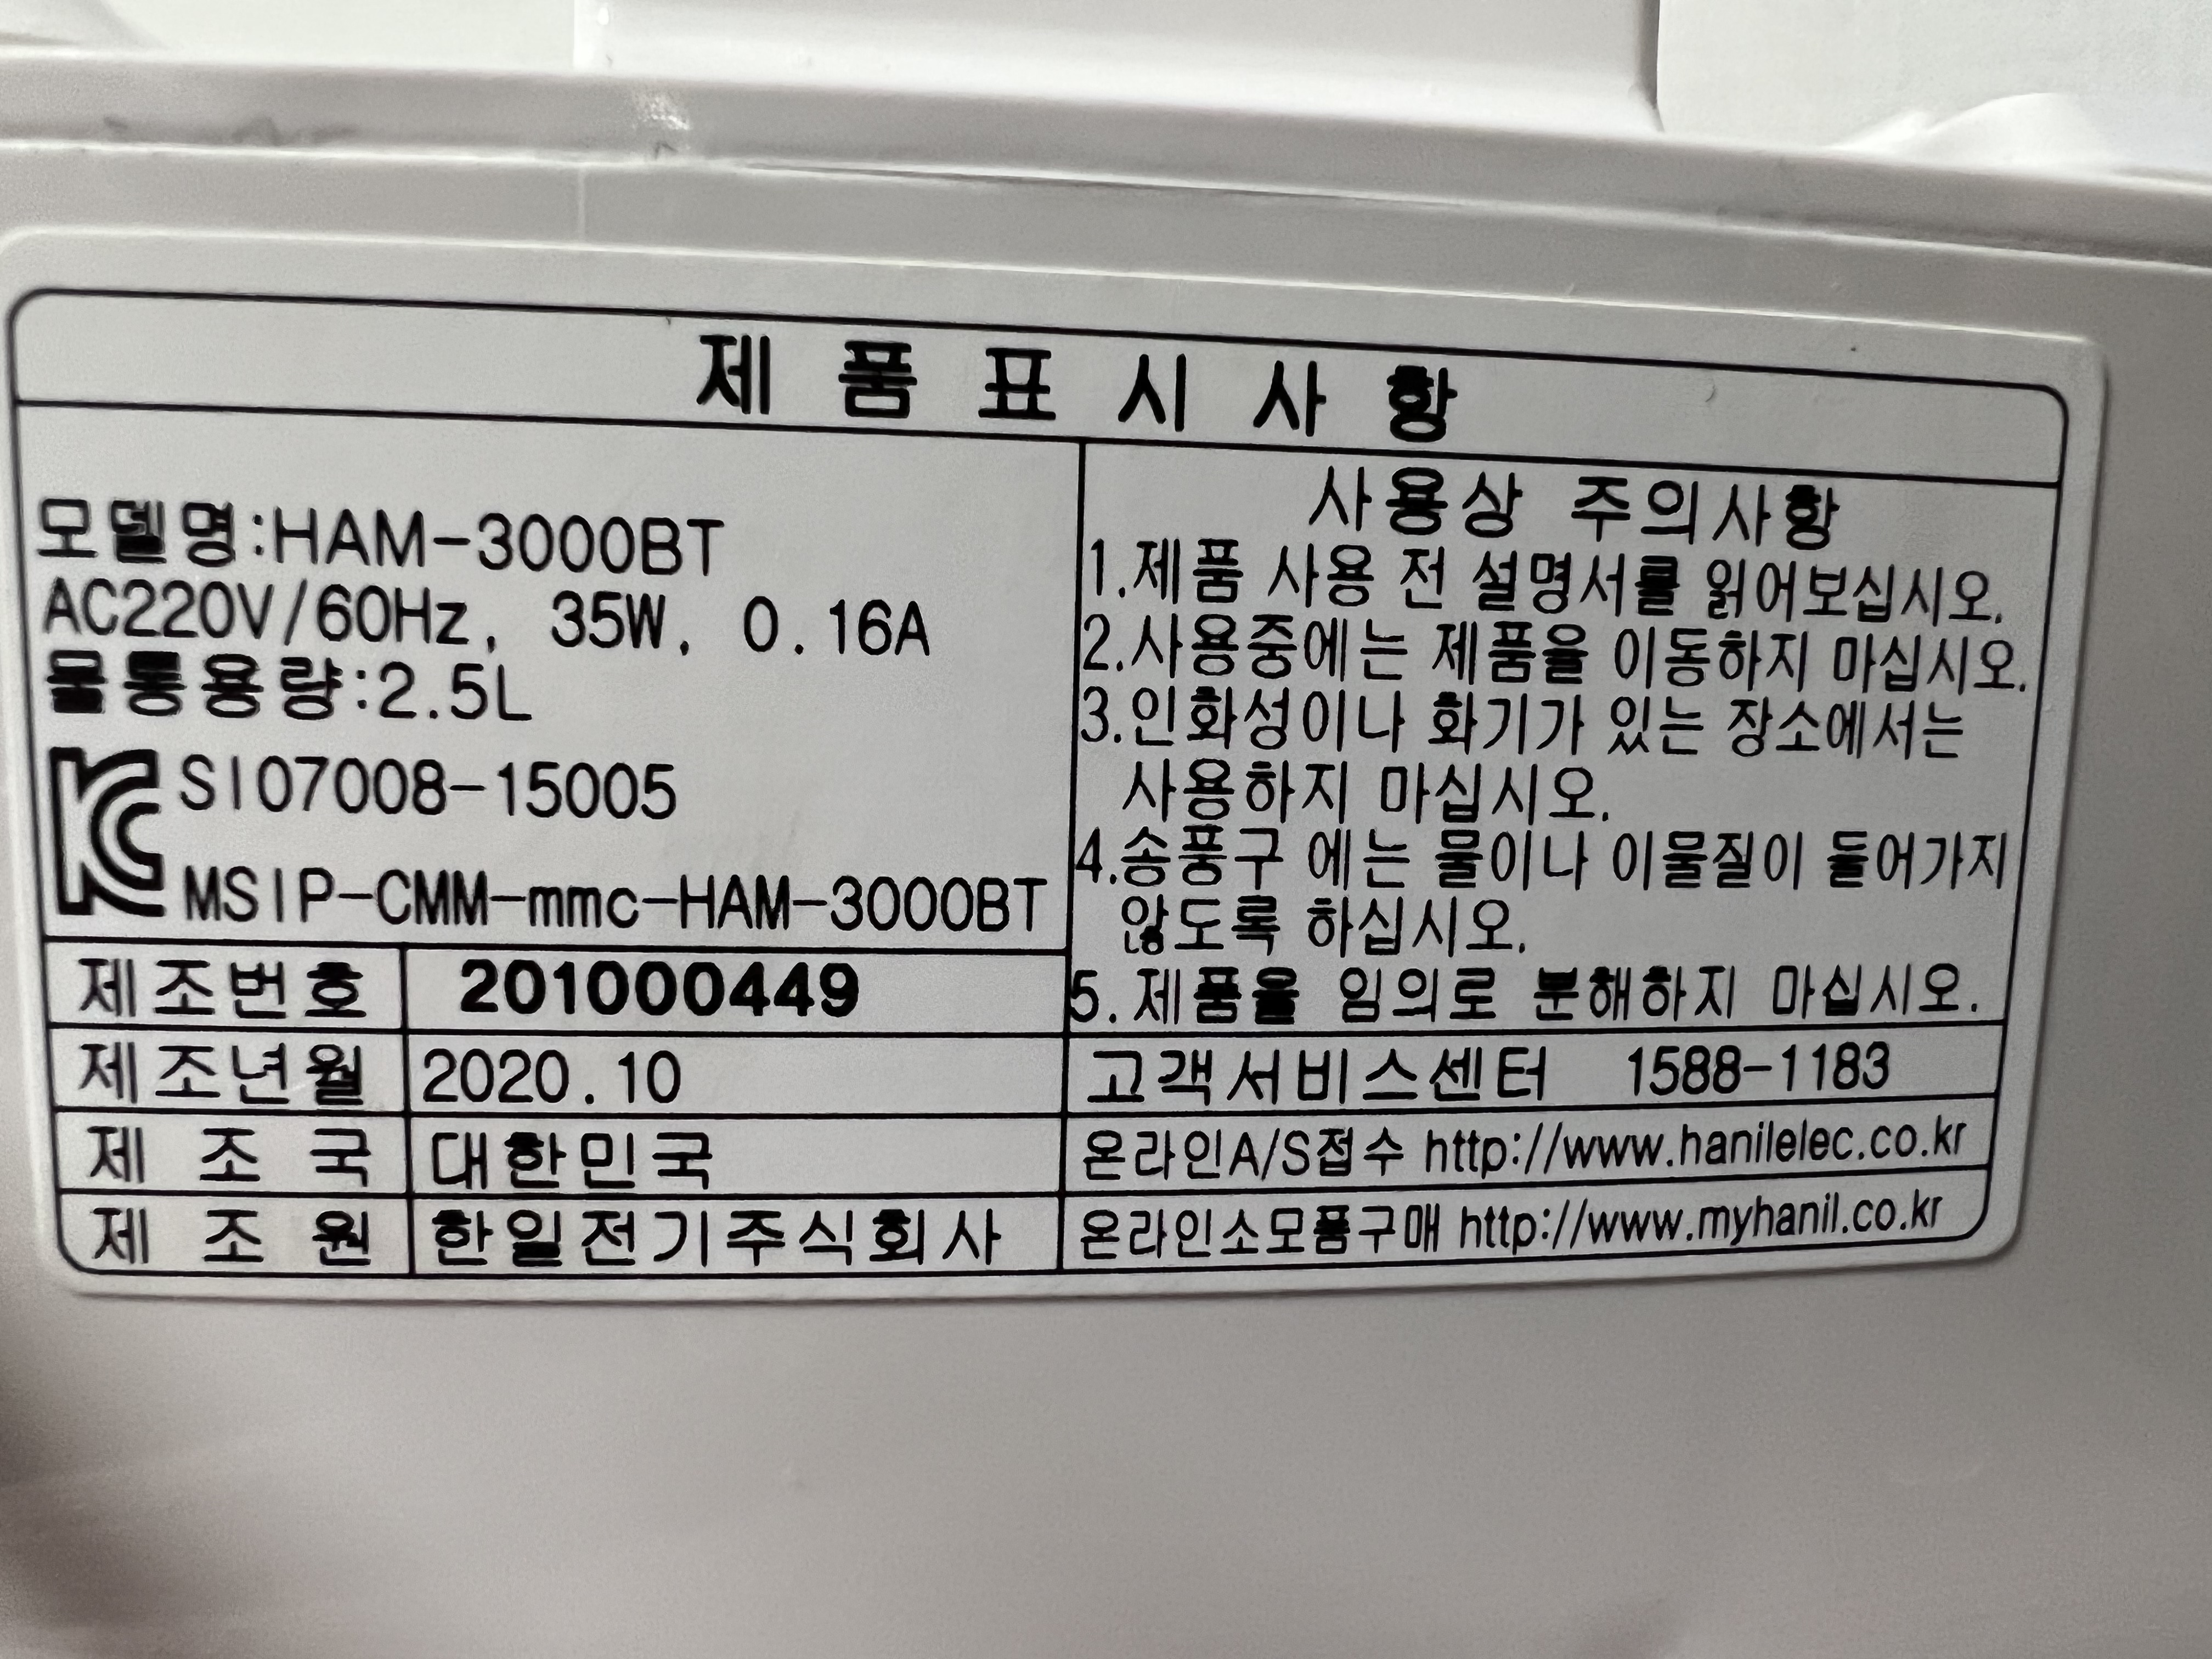 제품표시사항
모델명:HAM-3000BT
AC220V/60Hz, 35W, 0.16A
물통용량:2.5L
SI07008-15005
MSIP-CMM-mmc-HAM-3000BT
제조번호 201000449
제조년월 2020.10
제조국 대한민국
제조원 한일전기주식회사
사용상 주의사항
1.제품 사용 전 설명서를 읽어보십시오.
2.사용중에는 제품을 이동하지 마십시오.
3.인화성이나 화기가 있는 장소에서는
사용하지 마십시오.
4.송풍구 에는 물이나 이물질이 들어가지
않도록 하십시오.
5.제품을 임의로 분해하지 마십시오.
고객서비스센터 1588-1183
온라인A/S접수 http://www.hanilelec.co.kr
온라인소모품구매 http://www.myhanil.co.kr